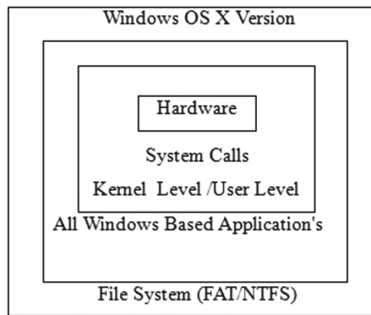 Windows OS X Version
Hardware
System Calls
Kernel Level /User Level
All Windows Based Application's
File System (FAT/NTFS)